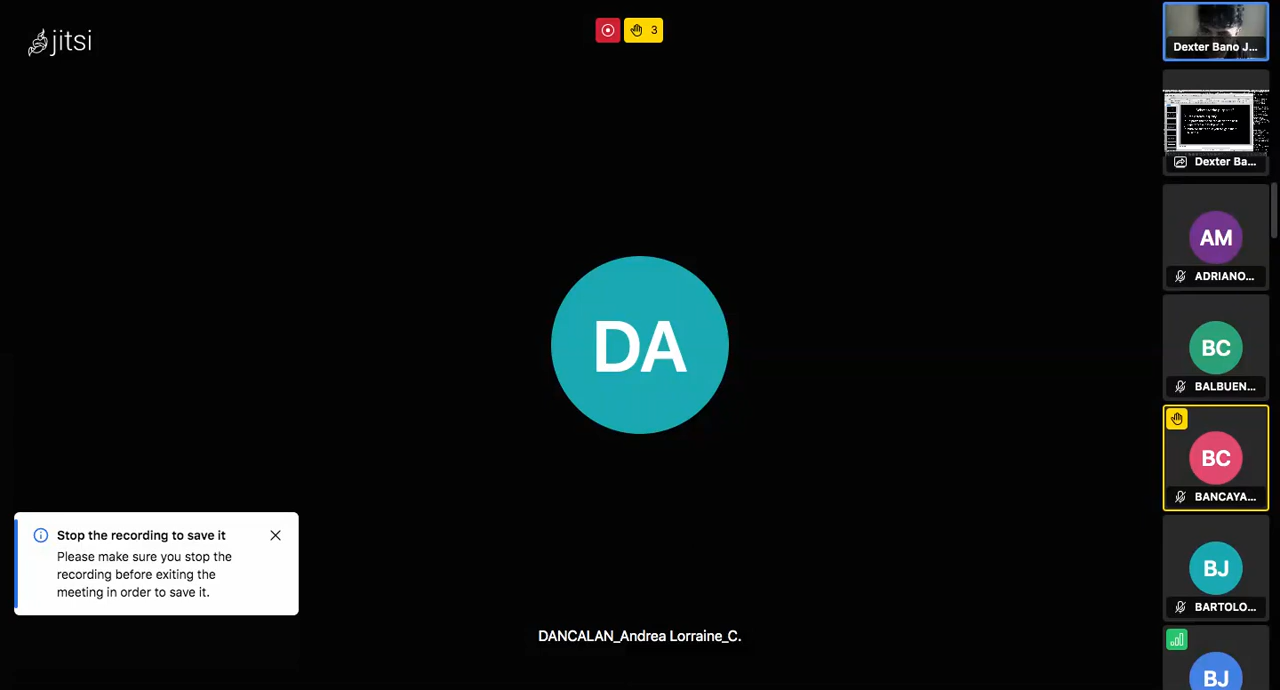 jitsi
3
Dexter Bano J...
Dexter Ba...
AM
ADRIANO...
BC
BALBUEN...
BC
BANCAYA...
BJ
BARTOLO...
BJ
DA
DANCALAN_Andrea Lorraine_C.
Stop the recording to save it
Please make sure you stop the
recording before exiting the
meeting in order to save it.